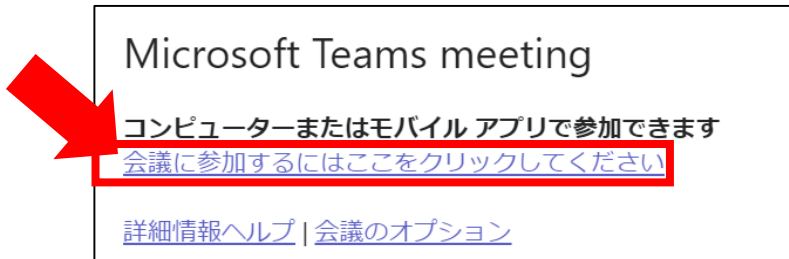 Microsoft Teams meeting
コンピューターまたはモバイル アプリで参加できます
会議に参加するにはここをクリックしてください
詳細情報ヘルプ | 会議のオプション